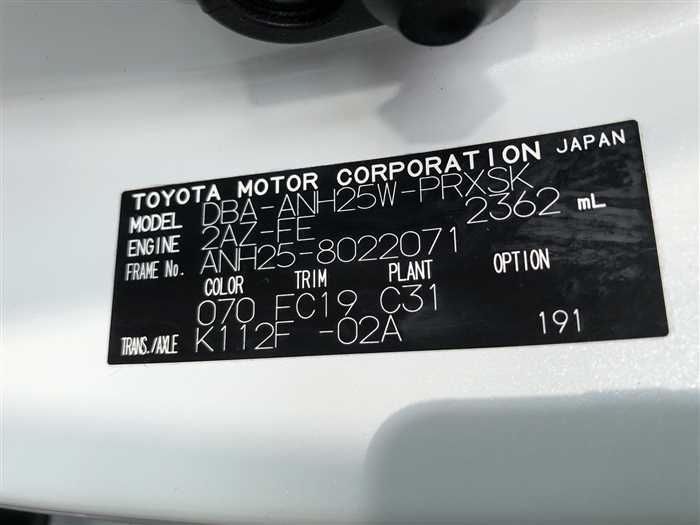 TOYOTA MOTOR CORPORATION JAPAN
MODEL DBA-ANH25W-PRXSK
ENGINE 2AZ-FE 2362 mL
FRAME No. ANH25-8022071
COLOR TRIM PLANT OPTION
070 FC19 C31
TRANS./AXLE K112F -02A 191